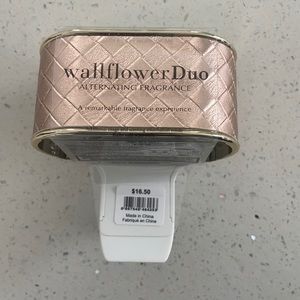 wallflowerDuo
ALTERNATING FRAGRANCE
A remarkable fragrance experience
$16.50
Made in China
Fabriqué en Chine